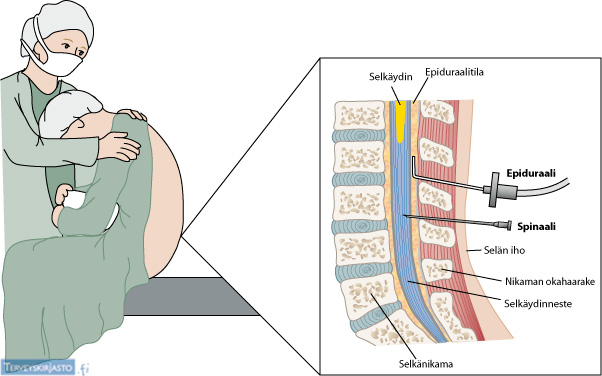 Selkäydin
Epiduraalitila
Epiduraali
Spinaali
Selän iho
Nikaman okahaarake
Selkäydinneste
Selkänikama
TERVEYSKIRJASTO.fi